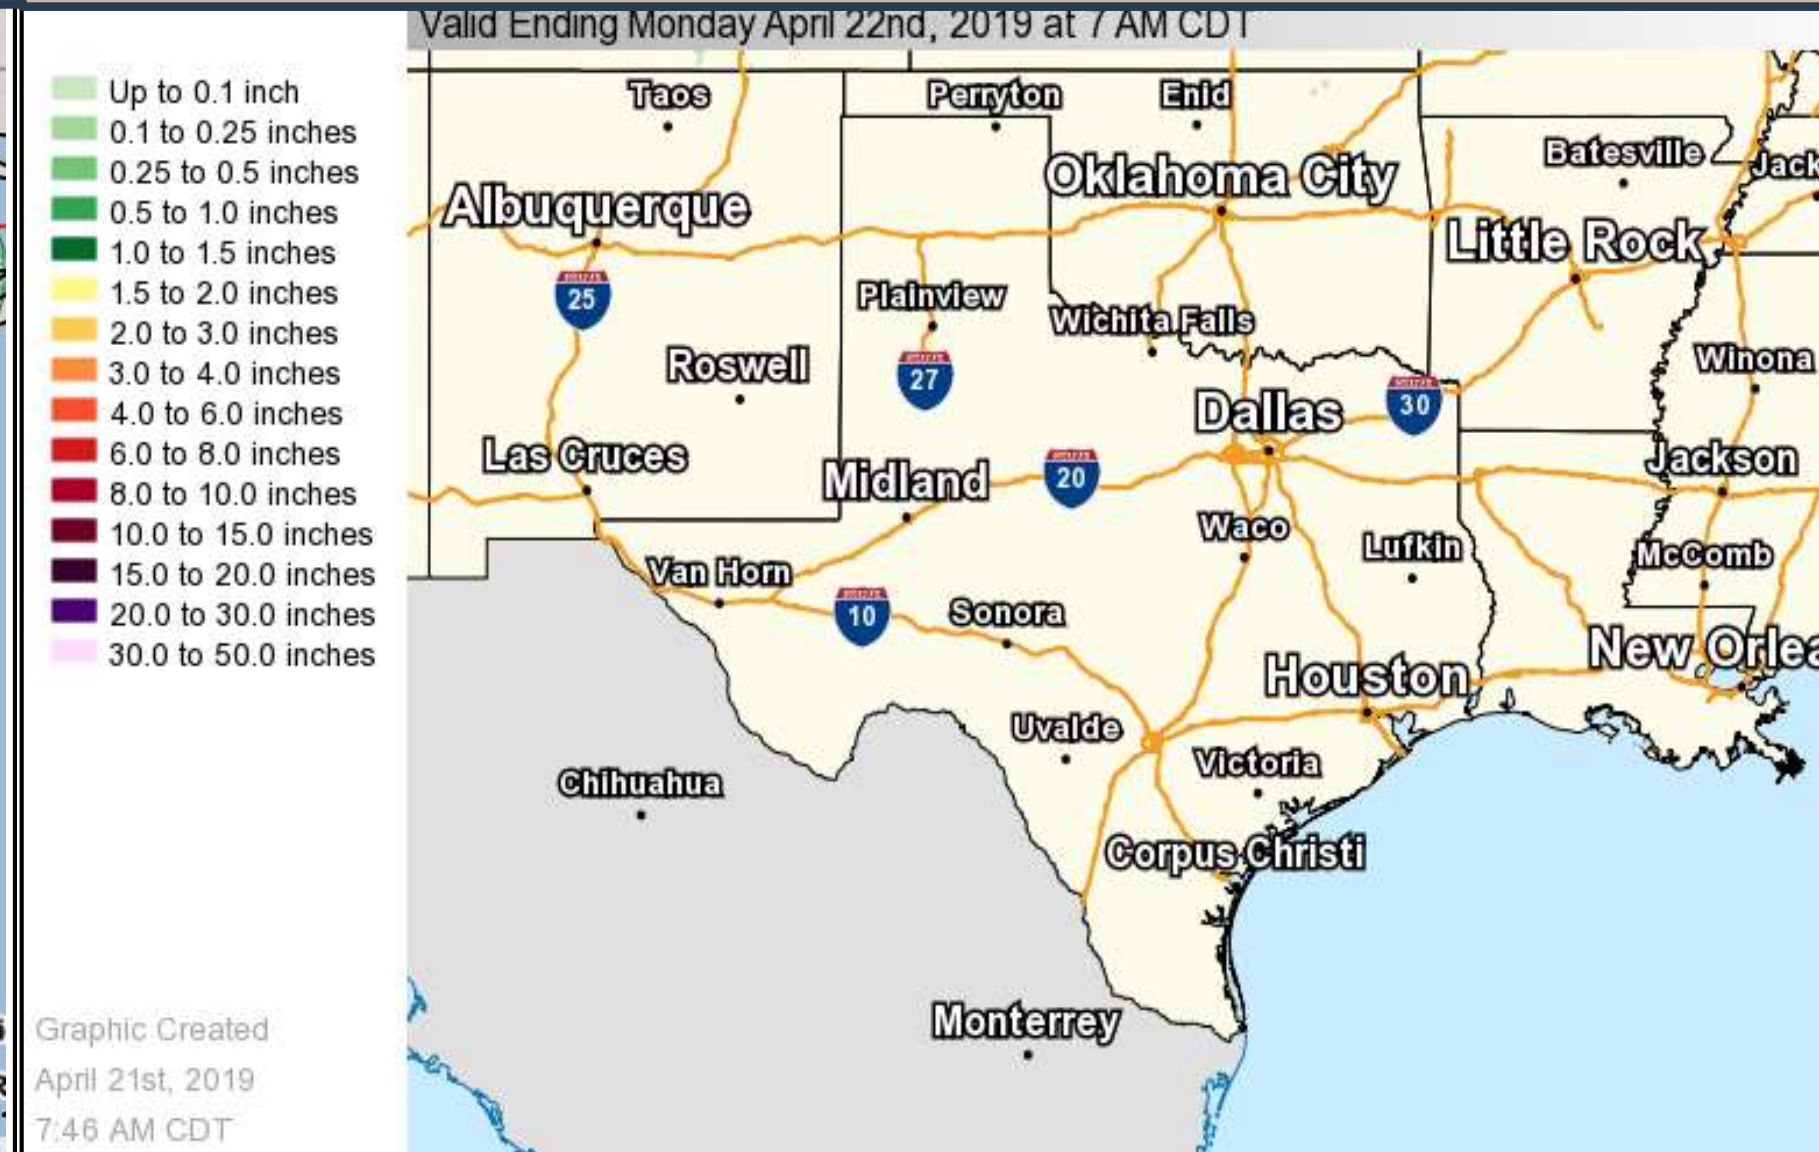 Valid Ending Monday April 22nd, 2019 at 7 AM CDT
Up to 0.1 inch
0.1 to 0.25 inches
0.25 to 0.5 inches
0.5 to 1.0 inches
1.0 to 1.5 inches
1.5 to 2.0 inches
2.0 to 3.0 inches
3.0 to 4.0 inches
4.0 to 6.0 inches
6.0 to 8.0 inches
8.0 to 10.0 inches
10.0 to 15.0 inches
15.0 to 20.0 inches
20.0 to 30.0 inches
30.0 to 50.0 inches
Graphic Created
April 21st, 2019
7:46 AM CDT
Taos
Perryton
Enid
Batesville
Jack
Oklahoma City
Albuquerque
Little Rock
25
Plainview
Wichita Falls
Winona
Roswell
27
30
Dallas
Las Cruces
Midland
20
Jackson
Waco
Lufkin
McComb
Van Horn
10
Sonora
Houston
New Orlea
Uvalde
Victoria
Chihuahua
Corpus Christi
Monterrey